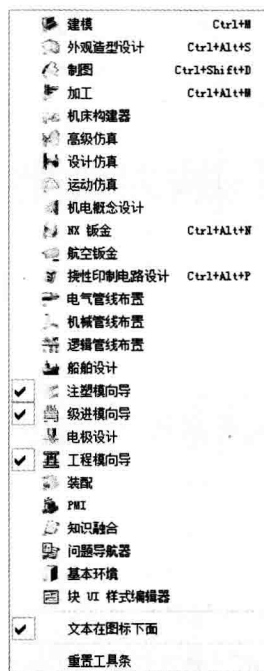 建模 Ctrl+M
外观造型设计 Ctrl+Alt+S
制图 Ctrl+Shift+D
加工 Ctrl+Alt+M
机床构建器
高级仿真
设计仿真
运动仿真
机电概念设计
NX 钣金 Ctrl+Alt+N
航空钣金
挠性印制电路设计 Ctrl+Alt+P
电气管线布置
机械管线布置
逻辑管线布置
船舶设计
注塑模向导
级进模向导
电极设计
工程模向导
装配
PMI
知识融合
问题导航器
基本环境
块 UI 样式编辑器
文本在图标下面
重置工具条